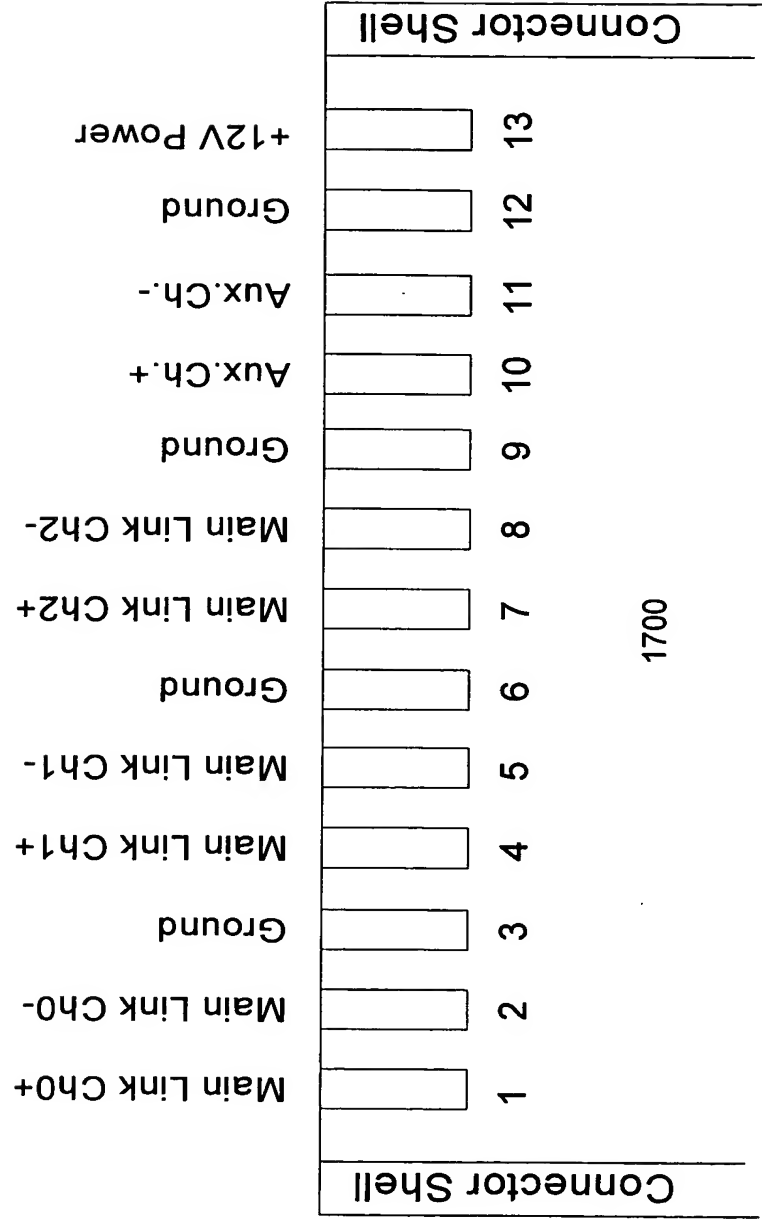 Connector Shell
+12V Power
13
Ground
12
Aux.Ch.-
11
Aux.Ch.+
10
Ground
9
Main Link Ch2-
8
Main Link Ch2+
7
Ground
6
Main Link Ch1-
5
Main Link Ch1+
4
Ground
3
Main Link Ch0-
2
Main Link Ch0+
1
Connector Shell
1700